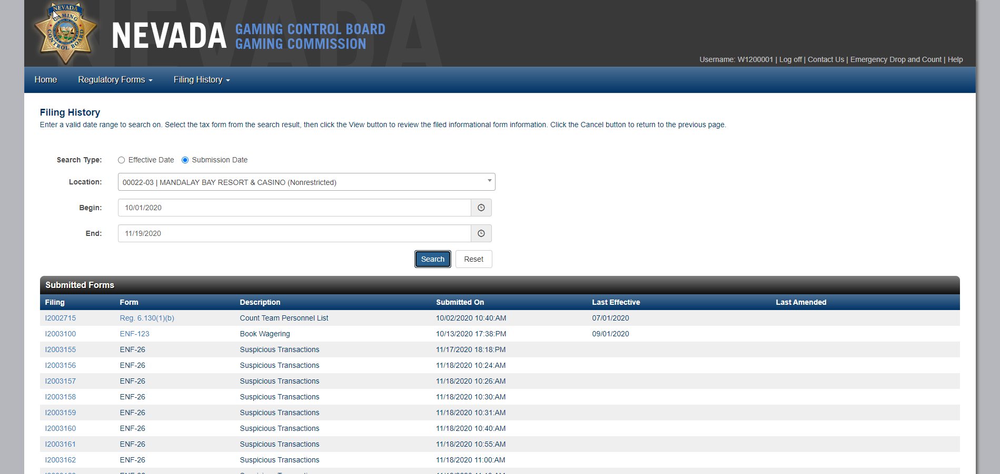 NEVADA
GAMING
CONTROL BOARD
NEVADA GAMING CONTROL BOARD
GAMING COMMISSION
Username: W1200001 | Log off | Contact Us | Emergency Drop and Count | Help
Home Regulatory Forms Filing History
Filing History
Enter a valid date range to search on. Select the tax form from the search result, then click the View button to review the filed informational form information. Click the Cancel button to return to the previous page.
Search Type: Effective Date Submission Date
Location: 00022-03 | MANDALAY BAY RESORT & CASINO (Nonrestricted)
Begin: 10/01/2020
End: 11/19/2020
Search Reset
Submitted Forms
Filing Form Description Submitted On Last Effective Last Amended
I2002715 Reg. 6.130(1)(b) Count Team Personnel List 10/02/2020 10:40:AM 07/01/2020
I2003100 ENF-123 Book Wagering 10/13/2020 17:38:PM 09/01/2020
I2003155 ENF-26 Suspicious Transactions 11/17/2020 18:18:PM
I2003156 ENF-26 Suspicious Transactions 11/18/2020 10:24:AM
I2003157 ENF-26 Suspicious Transactions 11/18/2020 10:26:AM
I2003158 ENF-26 Suspicious Transactions 11/18/2020 10:30:AM
I2003159 ENF-26 Suspicious Transactions 11/18/2020 10:31:AM
I2003160 ENF-26 Suspicious Transactions 11/18/2020 10:40:AM
I2003161 ENF-26 Suspicious Transactions 11/18/2020 10:55:AM
I2003162 ENF-26 Suspicious Transactions 11/18/2020 11:00:AM